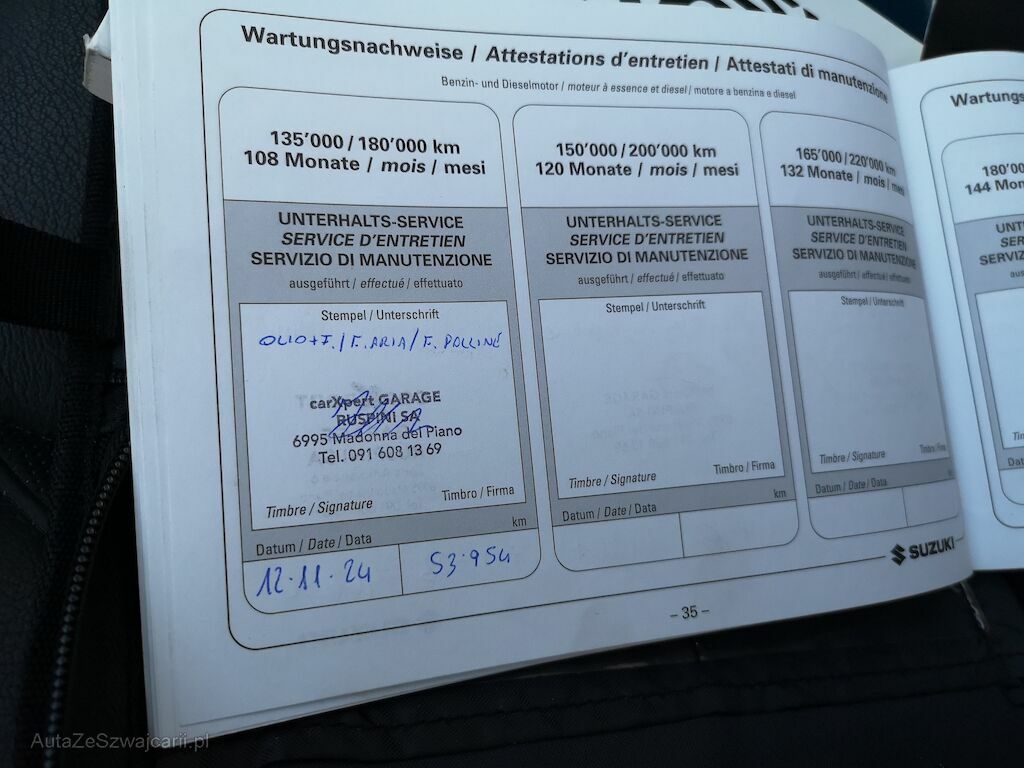 Wartungsnachweise / Attestations d'entretien / Attestati di manutenzione
Benzin- und Dieselmotor / moteur à essence et diesel / motore a benzina e diesel
135'000 / 180'000 km
108 Monate / mois / mesi
UNTERHALTS-SERVICE
SERVICE D'ENTRETIEN
SERVIZIO DI MANUTENZIONE
ausgeführt / effectué / effettuato
Stempel / Unterschrift
OLIO+F. / F. ARIA / F. POLLINE
carXpert GARAGE
RUSPINI SA
6995 Madonna del Piano
Tel. 091 608 13 69
Timbre / Signature
Timbro / Firma
km
Datum / Date / Data
12.11.24
53.954
150'000 / 200'000 km
120 Monate / mois / mesi
UNTERHALTS-SERVICE
SERVICE D'ENTRETIEN
SERVIZIO DI MANUTENZIONE
ausgeführt / effectué / effettuato
Stempel / Unterschrift
Timbre / Signature
Timbro / Firma
km
Datum / Date / Data
165'000 / 220'000 km
132 Monate / mois / mesi
UNTERHALTS-SERVICE
SERVICE D'ENTRETIEN
SERVIZIO DI MANUTENZIONE
ausgeführt / effectué / effettuato
Stempel / Unterschrift
Timbre / Signature
Timbro / Firma
Datum / Date / Data
SUZUKI
– 35 –
Wartungs
180'00
144 Mona
UNT
SERV
SERVIZ
au
Dat
AutaZeSzwajcarii.pl